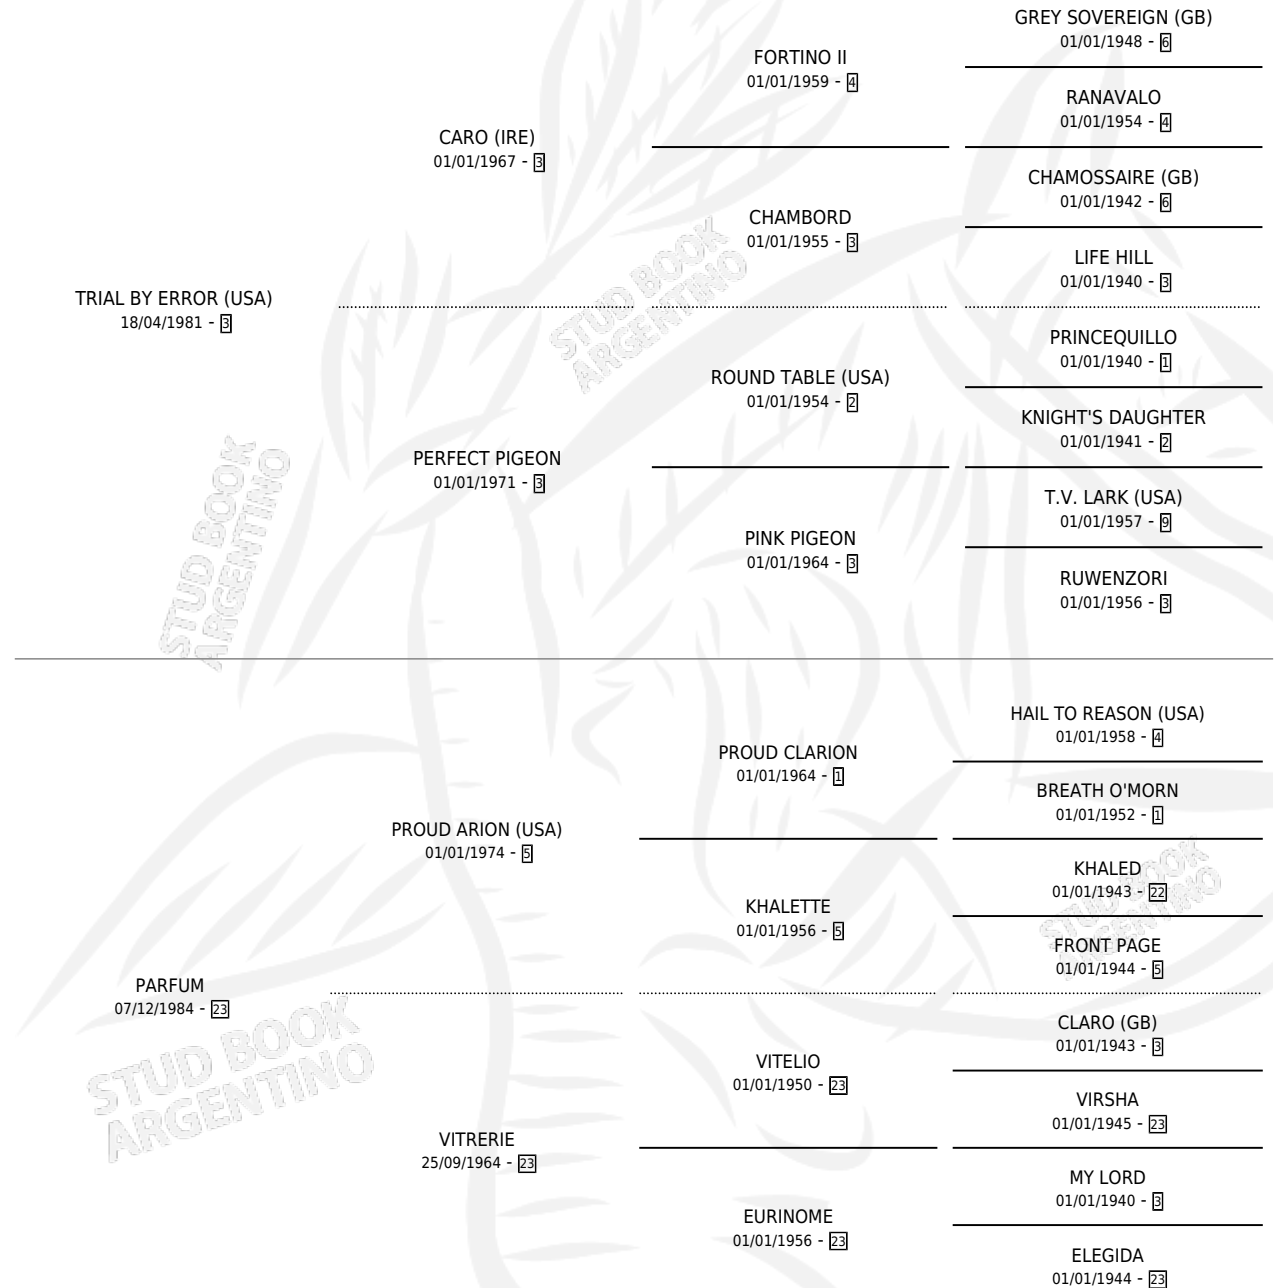 GREY SOVEREIGN (GB)
01/01/1948 - 6
FORTINO II
01/01/1959 - 4
RANAVALO
01/01/1954 - 4
CARO (IRE)
01/01/1967 - 3
CHAMOSSAIRE (GB)
01/01/1942 - 6
CHAMBORD
01/01/1955 - 3
LIFE HILL
01/01/1940 - 3
TRIAL BY ERROR (USA)
18/04/1981 - 3
PRINCEQUILLO
01/01/1940 - 1
ROUND TABLE (USA)
01/01/1954 - 2
KNIGHT'S DAUGHTER
01/01/1941 - 2
PERFECT PIGEON
01/01/1971 - 3
T.V. LARK (USA)
01/01/1957 - 9
PINK PIGEON
01/01/1964 - 3
RUWENZORI
01/01/1956 - 3
HAIL TO REASON (USA)
01/01/1958 - 4
PROUD CLARION
01/01/1964 - 1
BREATH O'MORN
01/01/1952 - 1
PROUD ARION (USA)
01/01/1974 - 5
KHALED
01/01/1943 - 22
KHALETTE
01/01/1956 - 5
FRONT PAGE
01/01/1944 - 5
PARFUM
07/12/1984 - 23
CLARO (GB)
01/01/1943 - 3
VITELIO
01/01/1950 - 23
VIRSHA
01/01/1945 - 23
VITRERIE
25/09/1964 - 23
MY LORD
01/01/1940 - 3
EURINOME
01/01/1956 - 23
ELEGIDA
01/01/1944 - 23
STUD BOOK
ARGENTINO
STUD BOOK
ARGENTINO
STUD BOOK
ARGENTINO
STUD BOOK
ARGENTINO